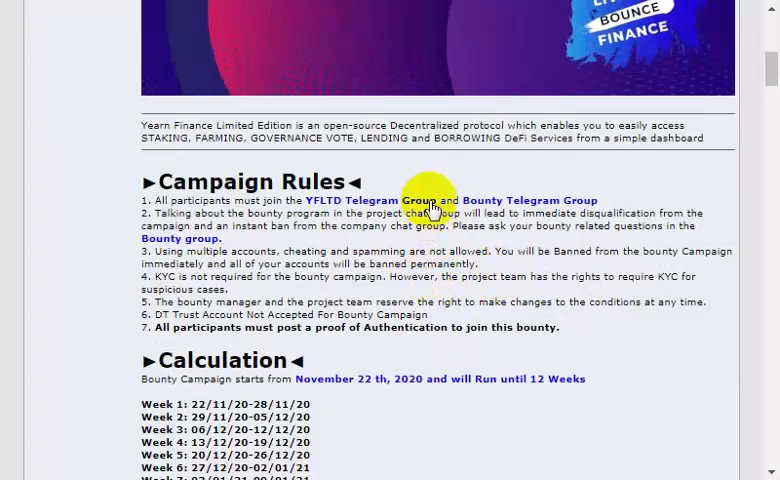 BOUNCE
FINANCE
Yearn Finance Limited Edition is an open-source Decentralized protocol which enables you to easily access
STAKING, FARMING, GOVERNANCE VOTE, LENDING and BORROWING DeFi Services from a simple dashboard
►Campaign Rules◄
1. All participants must join the YFLTD Telegram Group and Bounty Telegram Group
2. Talking about the bounty program in the project chat group will lead to immediate disqualification from the
campaign and an instant ban from the company chat group. Please ask your bounty related questions in the
Bounty group.
3. Using multiple accounts, cheating and spamming are not allowed. You will be Banned from the bounty Campaign
immediately and all of your accounts will be banned permanently.
4. KYC is not required for the bounty campaign. However, the project team has the rights to require KYC for
suspicious cases.
5. The bounty manager and the project team reserve the right to make changes to the conditions at any time.
6. DT Trust Account Not Accepted For Bounty Campaign
7. All participants must post a proof of Authentication to join this bounty.
►Calculation◄
Bounty Campaign starts from November 22 th, 2020 and will Run until 12 Weeks
Week 1: 22/11/20-28/11/20
Week 2: 29/11/20-05/12/20
Week 3: 06/12/20-12/12/20
Week 4: 13/12/20-19/12/20
Week 5: 20/12/20-26/12/20
Week 6: 27/12/20-02/01/21